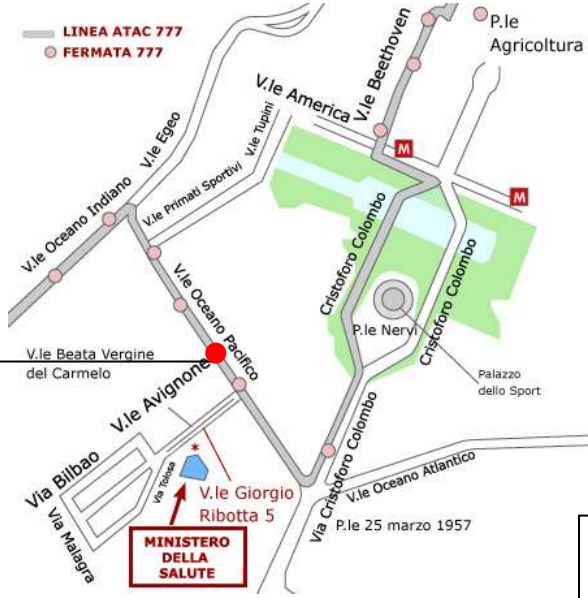 LINEA ATAC 777
FERMATA 777
P.le
Agricoltura
V.le Beethoven
V.le America
V.le Egeo
V.le Tupini
M
M
V.le Primati Sportivi
V.le Oceano Indiano
Cristoforo Colombo
Cristoforo Colombo
V.le Oceano Pacifico
P.le Nervi
V.le Beata Vergine
del Carmelo
Palazzo
dello Sport
V.le Avignone
Via Cristoforo Colombo
Via Bilbao
*
Via Tolosa
V.le Giorgio
Ribotta 5
V.le Oceano Atlantico
Via Malagra
P.le 25 marzo 1957
MINISTERO
DELLA
SALUTE